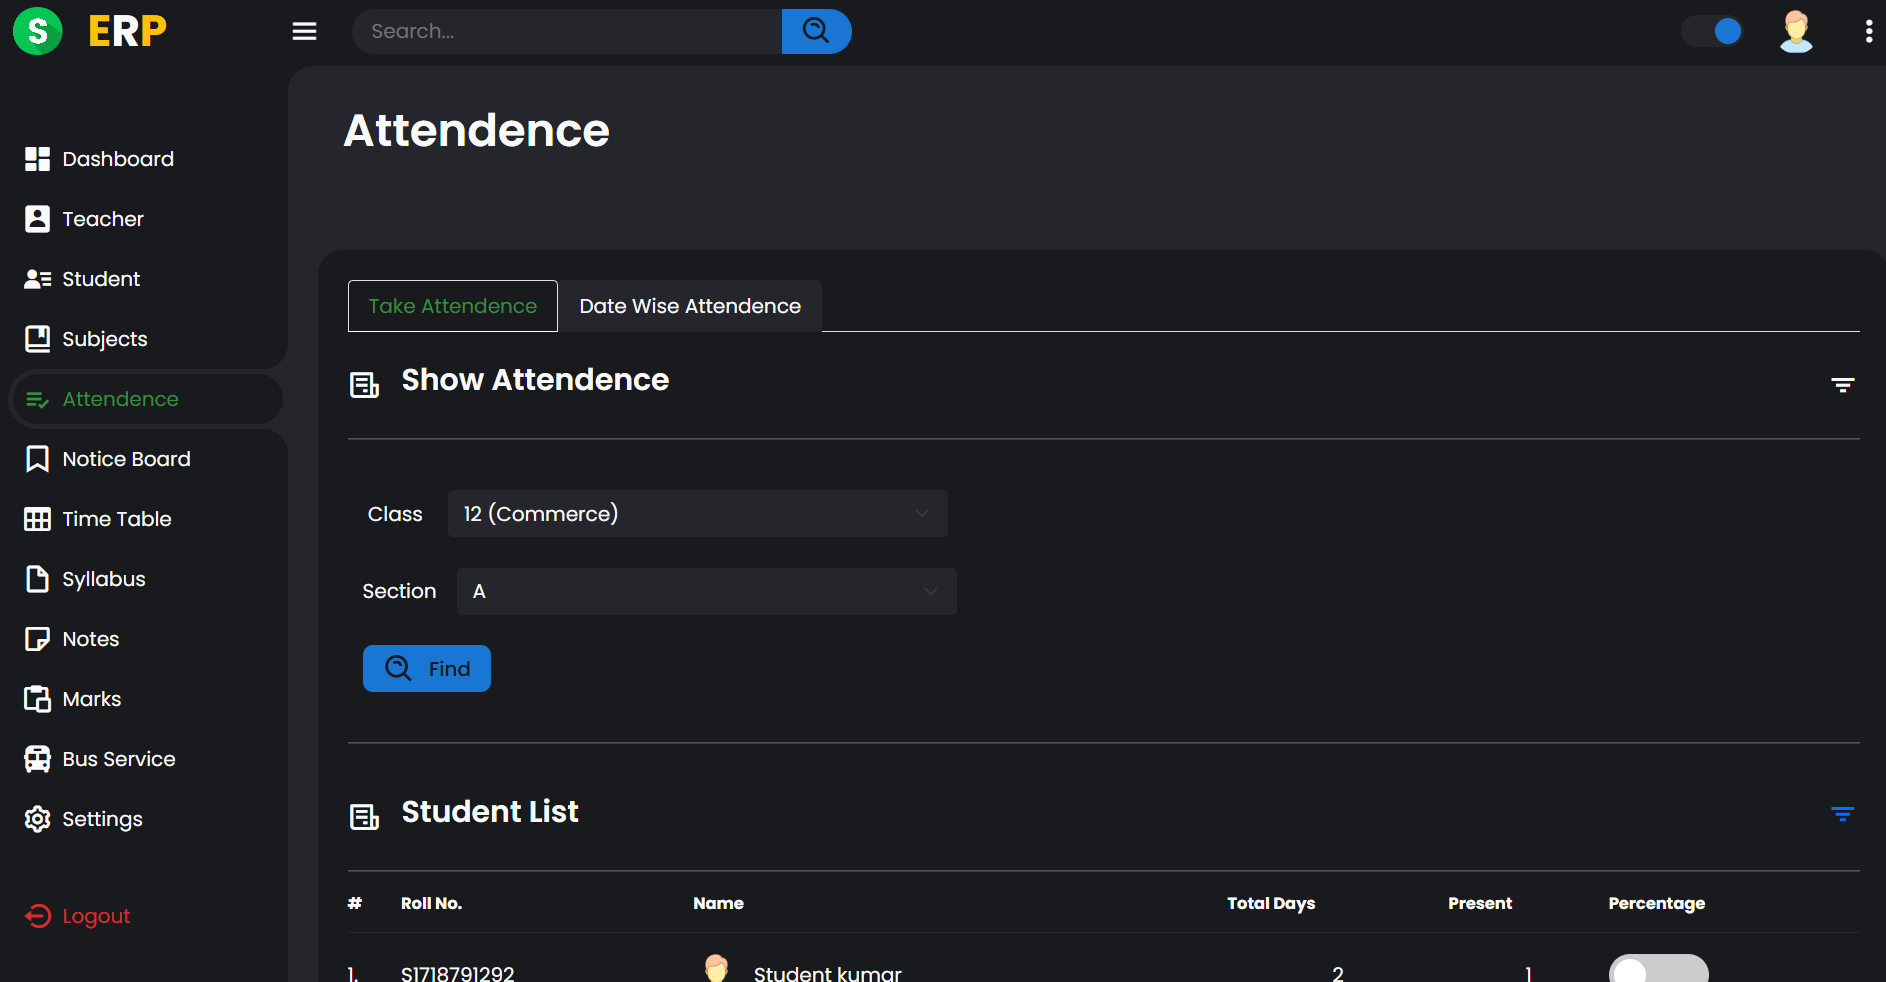 S ERP
Search...
Dashboard
Teacher
Student
Subjects
Attendence
Notice Board
Time Table
Syllabus
Notes
Marks
Bus Service
Settings
Logout
Attendence
Take Attendence Date Wise Attendence
Show Attendence
Class 12 (Commerce)
Section A
Find
Student List
# Roll No. Name Total Days Present Percentage
1. S1718791292 Student kumar 2 1